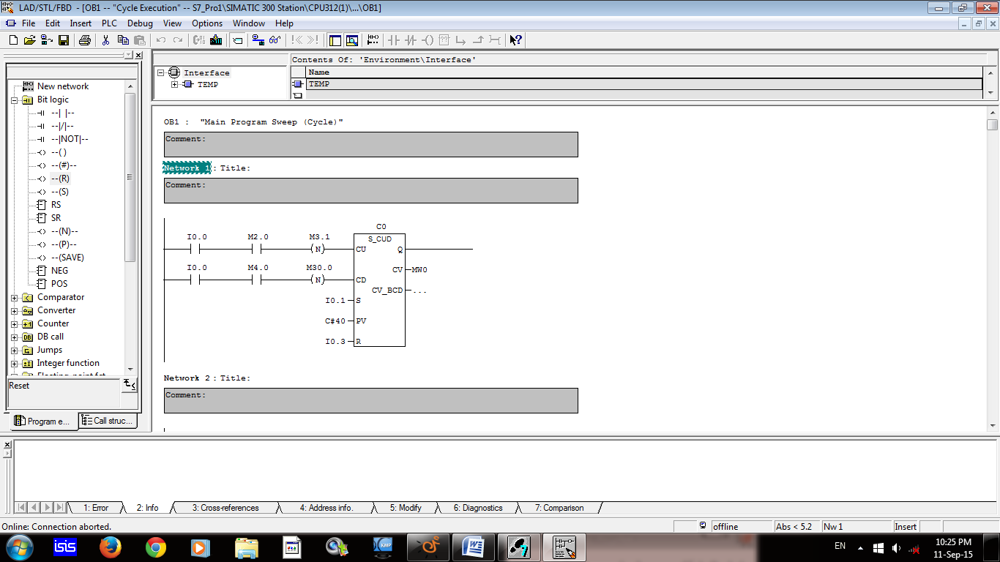 LAD/STL/FBD - [OB1 -- "Cycle Execution" -- S7_Pro1\SIMATIC 300 Station\CPU312(1)\...\OB1]
File Edit Insert PLC Debug View Options Window Help
Contents Of: 'Environment\Interface'
Interface
TEMP
Name
TEMP
New network
Bit logic
--| |--
--|/|--
--|NOT|--
--( )
--(#)--
--(R)
--(S)
RS
SR
--(N)--
--(P)--
--(SAVE)
NEG
POS
Comparator
Converter
Counter
DB call
Jumps
Integer function
Floating-point fct.
Reset
Program e...
Call struc...
OB1 : "Main Program Sweep (Cycle)"
Comment:
Network 1: Title:
Comment:
C0
I0.0 M2.0 M3.1 S_CUD
N CU Q
I0.0 M4.0 M30.0 CV MW0
N CD
CV_BCD ...
I0.1 S
C#40 PV
I0.3 R
Network 2: Title:
Comment:
1: Error 2: Info 3: Cross-references 4: Address info. 5: Modify 6: Diagnostics 7: Comparison
Online: Connection aborted.
offline Abs < 5.2 Nw 1 Insert
isis
KMP
W
EN
10:25 PM
11-Sep-15